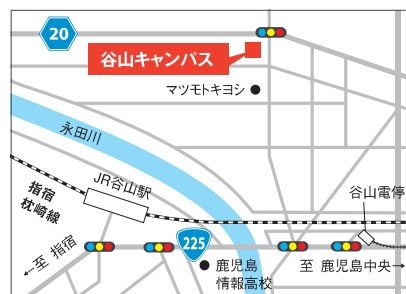 20
谷山キャンパス
マツモトキヨシ
永田川
JR谷山駅
指宿
枕崎線
谷山電停
225
←至 指宿
鹿児島
情報高校
至 鹿児島中央→